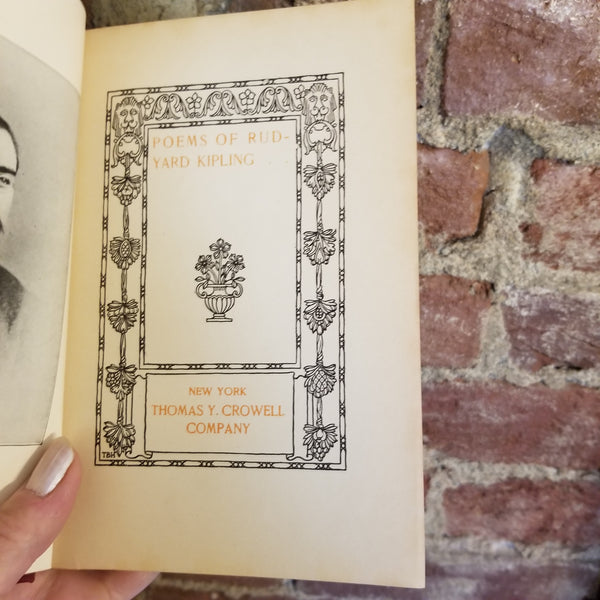 POEMS OF RUD-
YARD KIPLING . .
NEW YORK
THOMAS Y. CROWELL
COMPANY
TBH